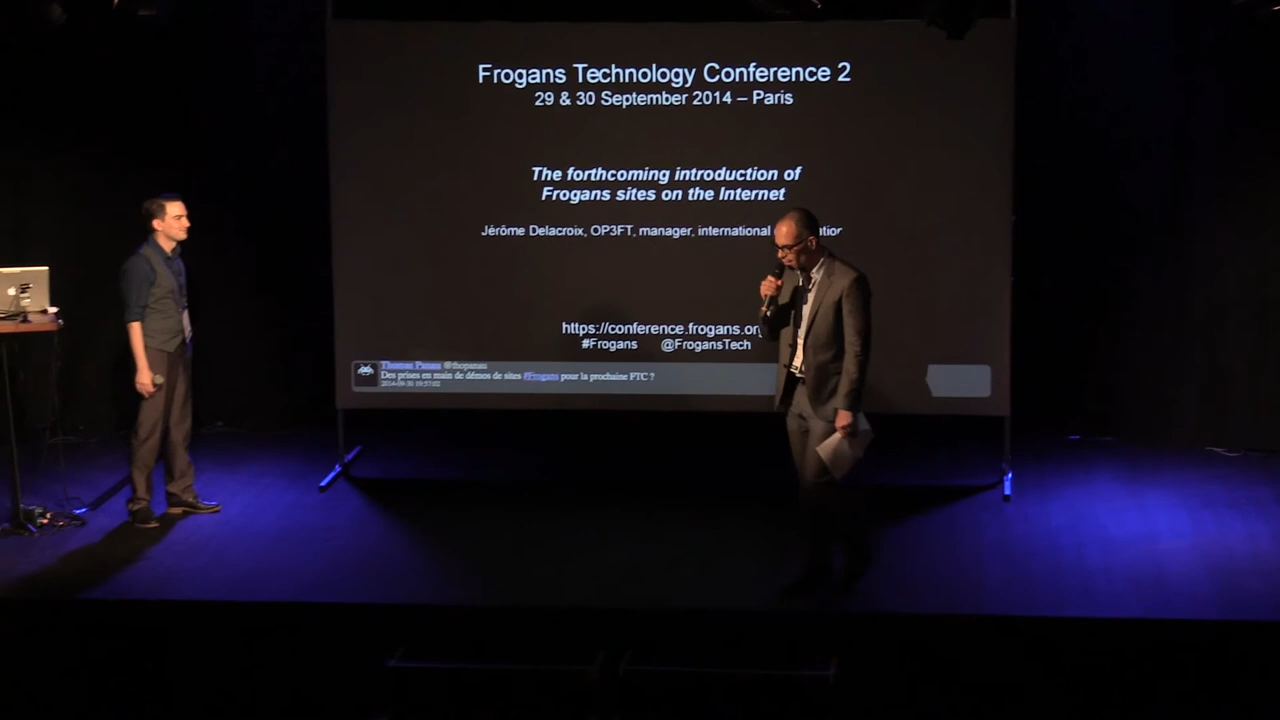 Frogans Technology Conference 2
29 & 30 September 2014 – Paris
The forthcoming introduction of
Frogans sites on the Internet
Jérôme Delacroix, OP3FT, manager, international
https://conference.frogans.org
#Frogans @FrogansTech
@thopanau
Des prises en main de démos de sites #Frogans pour la prochaine FTC ?